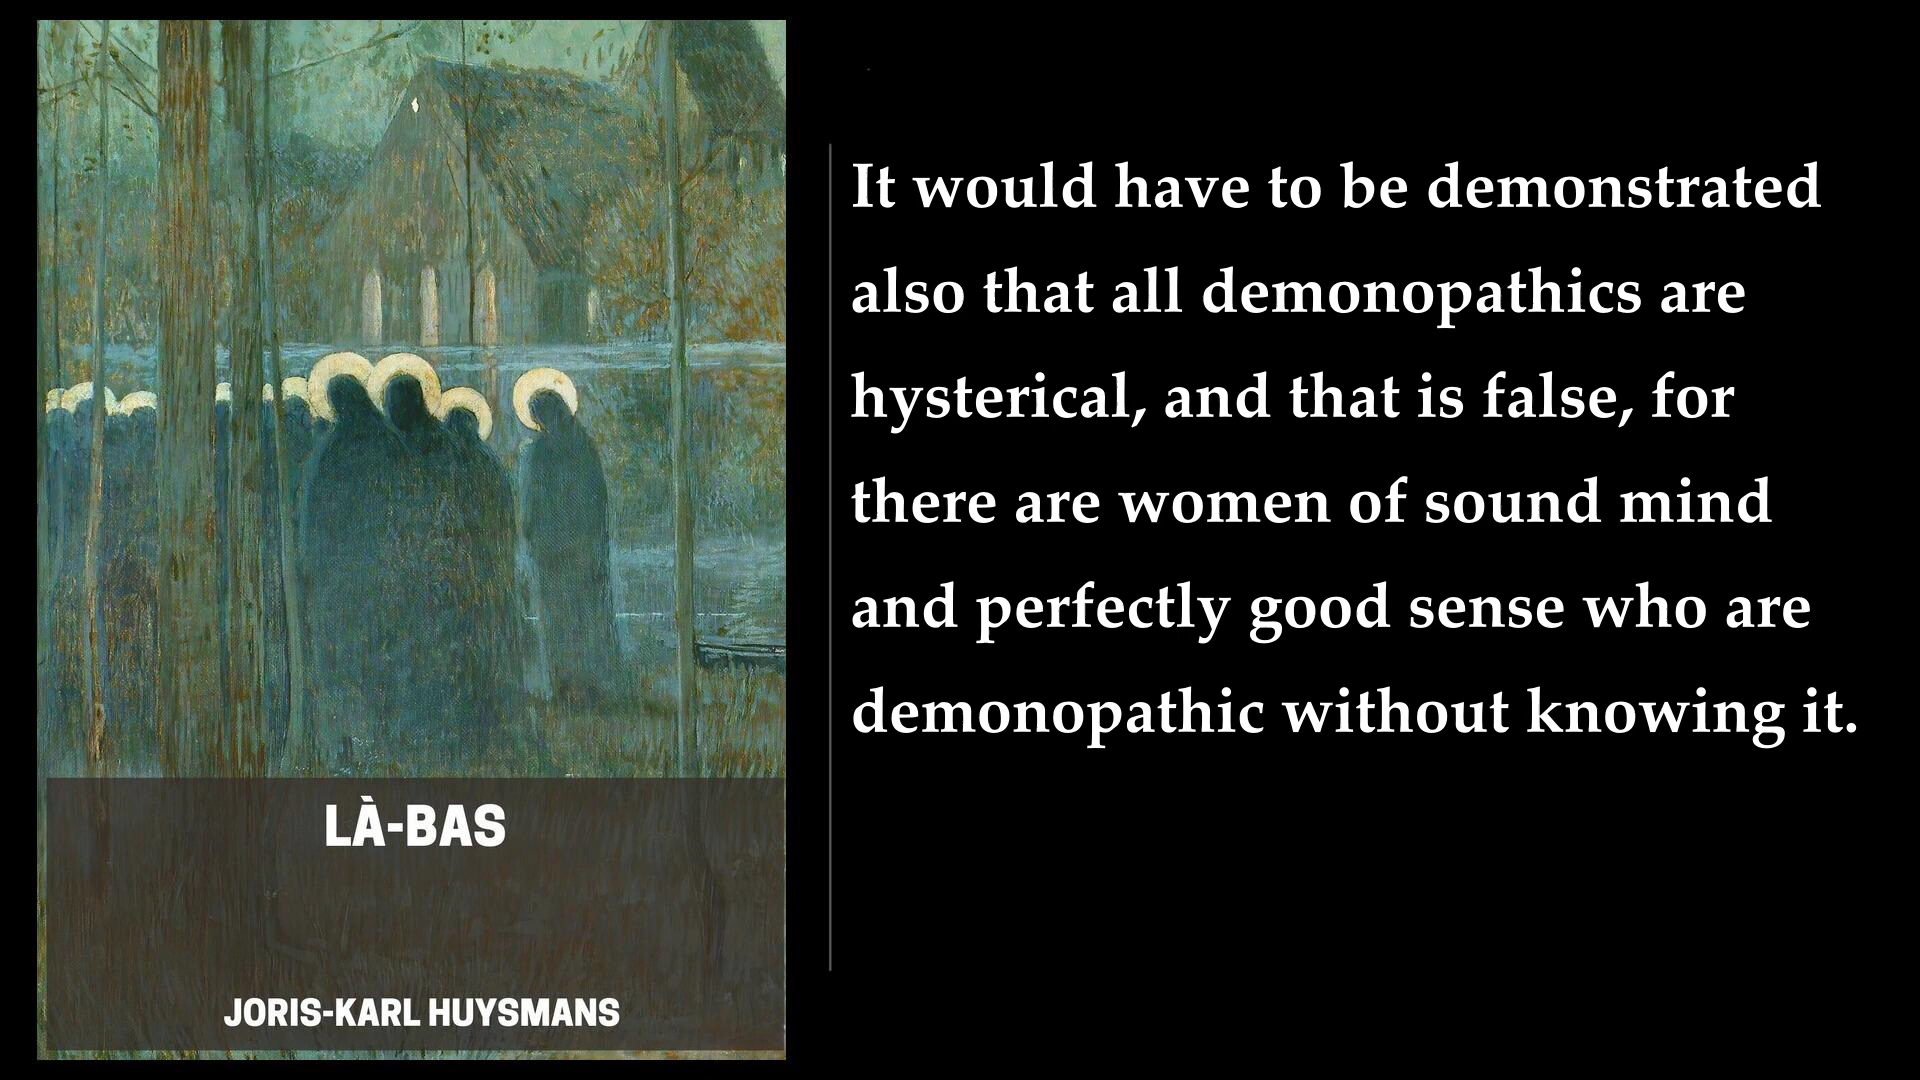 LÀ-BAS
JORIS-KARL HUYSMANS
It would have to be demonstrated
also that all demonopathics are
hysterical, and that is false, for
there are women of sound mind
and perfectly good sense who are
demonopathic without knowing it.